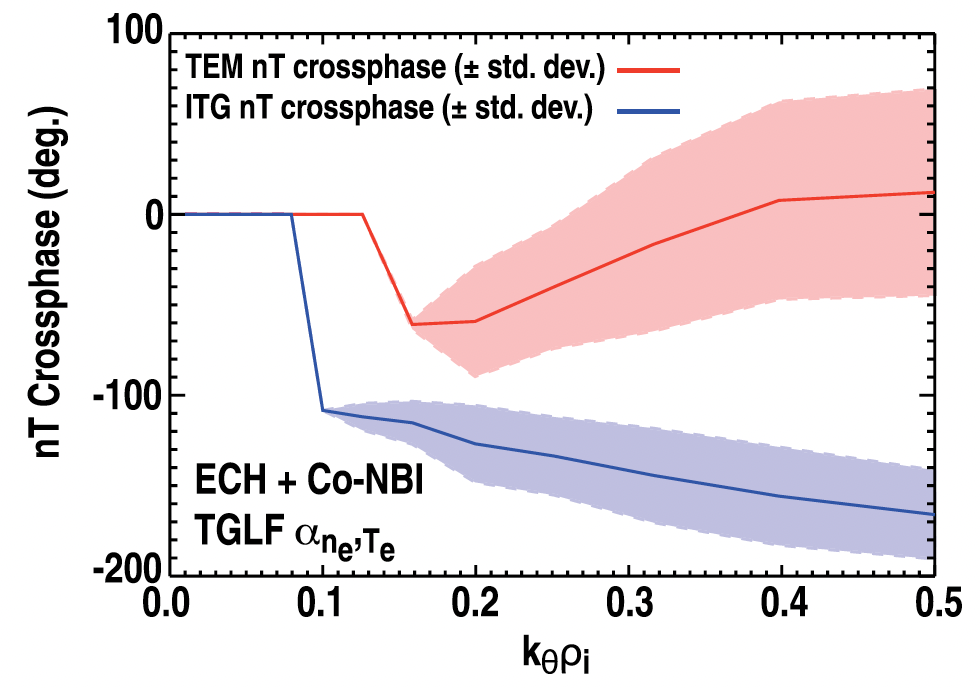 100
TEM nT crossphase (± std. dev.)
ITG nT crossphase (± std. dev.)
nT Crossphase (deg.)
0
-100
ECH + Co-NBI
TGLF αne,Te
-200
0.0 0.1 0.2 0.3 0.4 0.5
kθρi